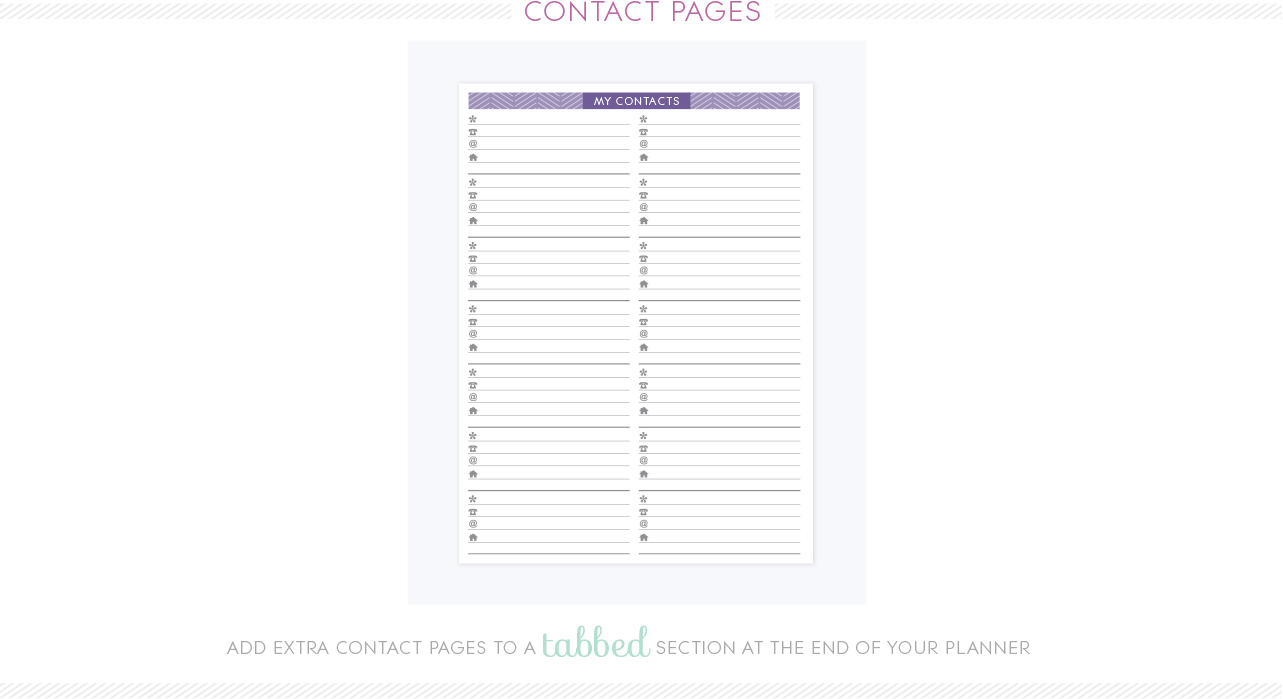 CONTACT PAGES
MY CONTACTS
ADD EXTRA CONTACT PAGES TO A tabbed SECTION AT THE END OF YOUR PLANNER